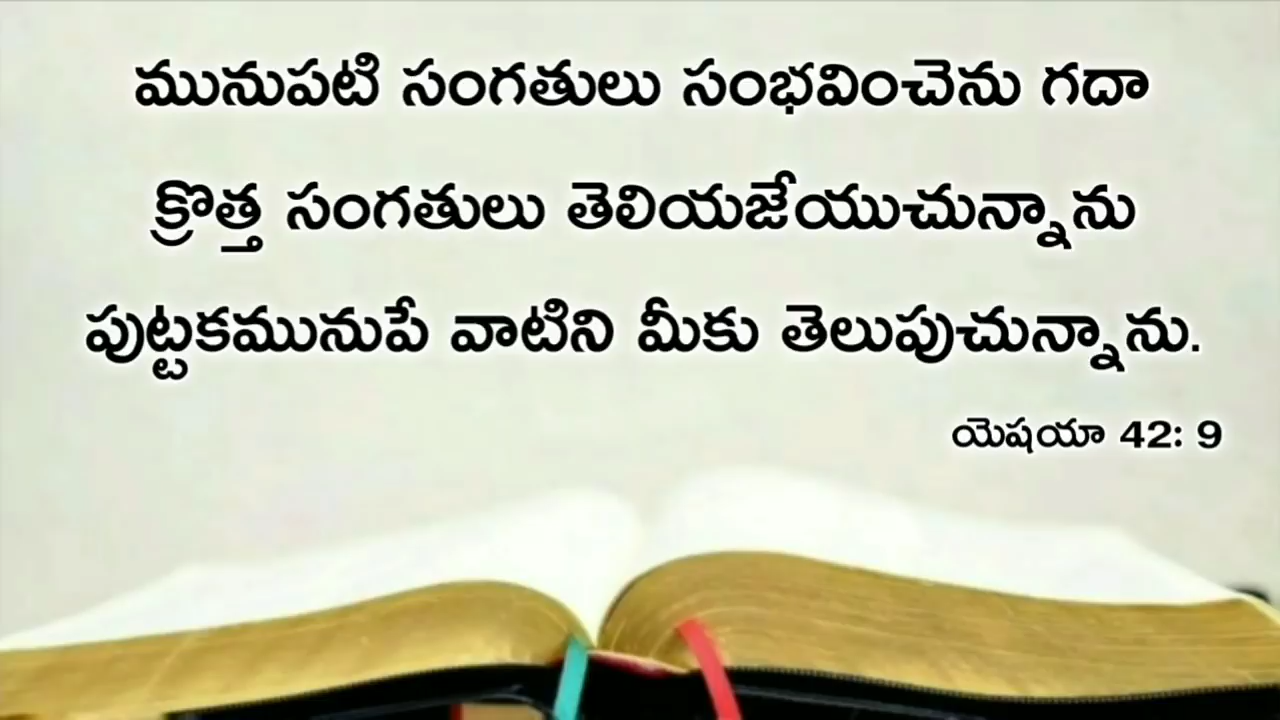 మునుపటి సంగతులు సంభవించెను గదా
క్రొత్త సంగతులు తెలియజేయుచున్నాను
పుట్టకమునుపే వాటిని మీకు తెలుపుచున్నాను.
యెషయా 42: 9